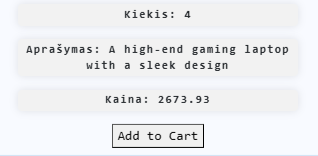 Kiekis: 4
Aprašymas: A high-end gaming laptop
with a sleek design
Kaina: 2673.93
Add to Cart